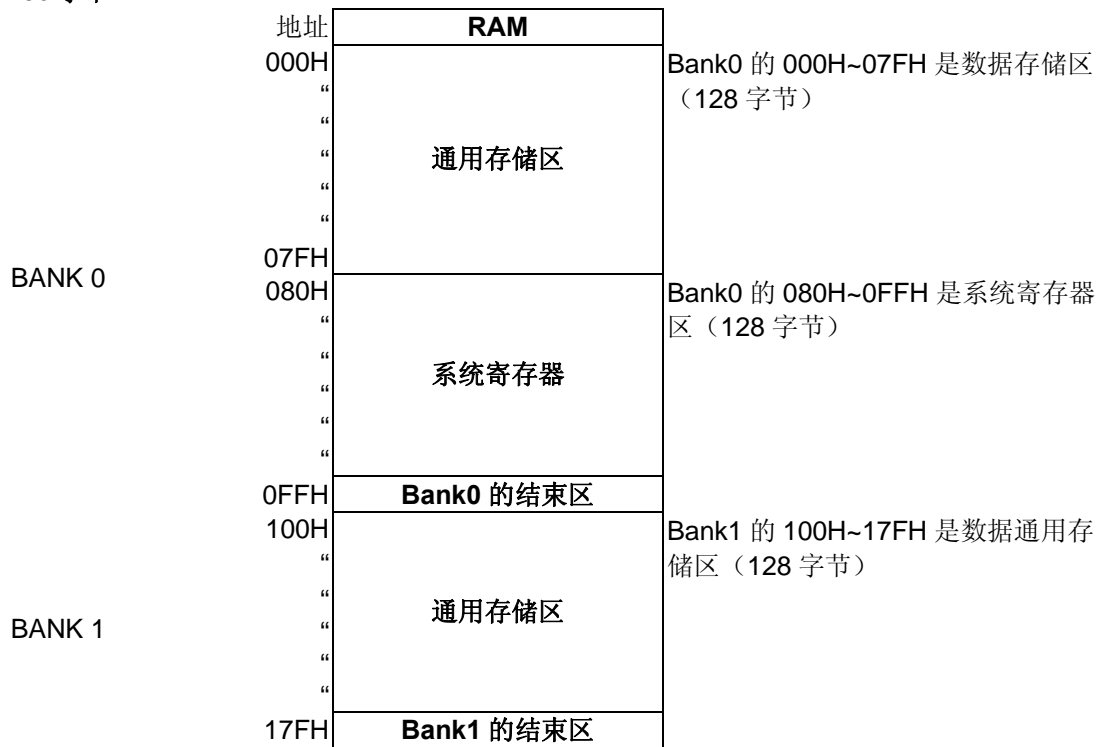 地址 RAM
000H Bank0 的 000H~07FH 是数据存储区
“ （128 字节）
“
“ 通用存储区
“
“
07FH
BANK 0
080H Bank0 的 080H~0FFH 是系统寄存器
“ 区（128 字节）
“
“ 系统寄存器
“
“
0FFH Bank0 的结束区
100H Bank1 的 100H~17FH 是数据通用存
“ 储区（128 字节）
“
BANK 1 “ 通用存储区
“
“
17FH Bank1 的结束区